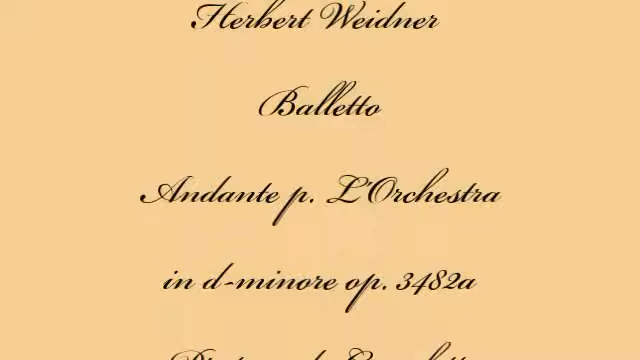 Herbert Weidner
Balletto
Andante p. L'Orchestra
in d-minore op. 3482a